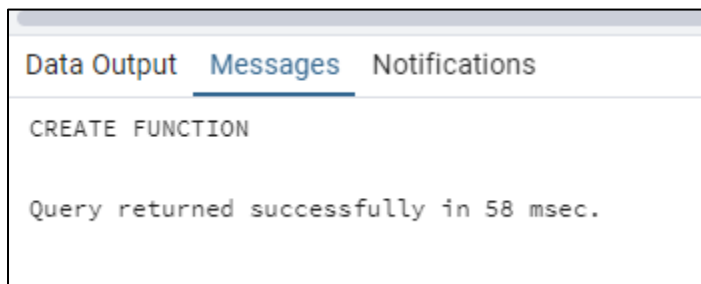 Data Output Messages Notifications
CREATE FUNCTION
Query returned successfully in 58 msec.